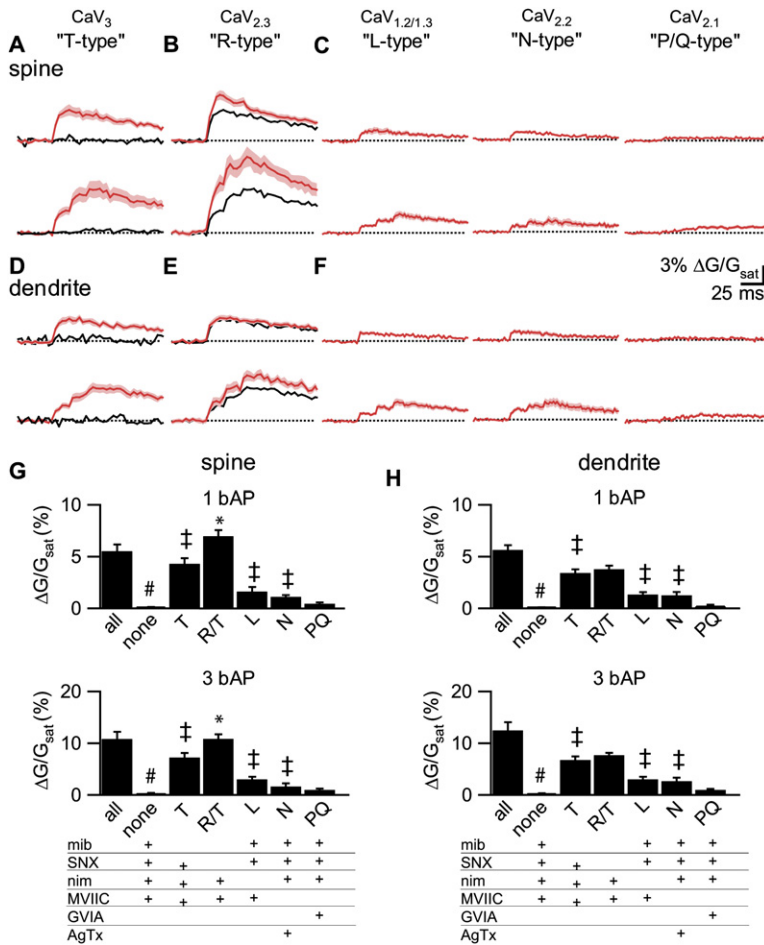 CaV3 CaV2.3 CaV1.2/1.3 CaV2.2 CaV2.1
A "T-type" B "R-type" C "L-type" "N-type" "P/Q-type"
spine
D E F 3% ΔG/Gsat
dendrite 25 ms
G spine
1 bAP
ΔG/Gsat (%)
10
5
0
all none T R/T L N PQ
# ‡ * ‡ ‡
3 bAP
ΔG/Gsat (%)
20
10
0
all none T R/T L N PQ
# ‡ * ‡ ‡
mib + + + +
SNX + + + + +
nim + + + + +
MVIIC + + + +
GVIA +
AgTx +
H dendrite
1 bAP
ΔG/Gsat (%)
10
5
0
all none T R/T L N PQ
# ‡ ‡ ‡
3 bAP
ΔG/Gsat (%)
20
10
0
all none T R/T L N PQ
# ‡ ‡ ‡
mib + + + +
SNX + + + + +
nim + + + + +
MVIIC + + + +
GVIA +
AgTx +